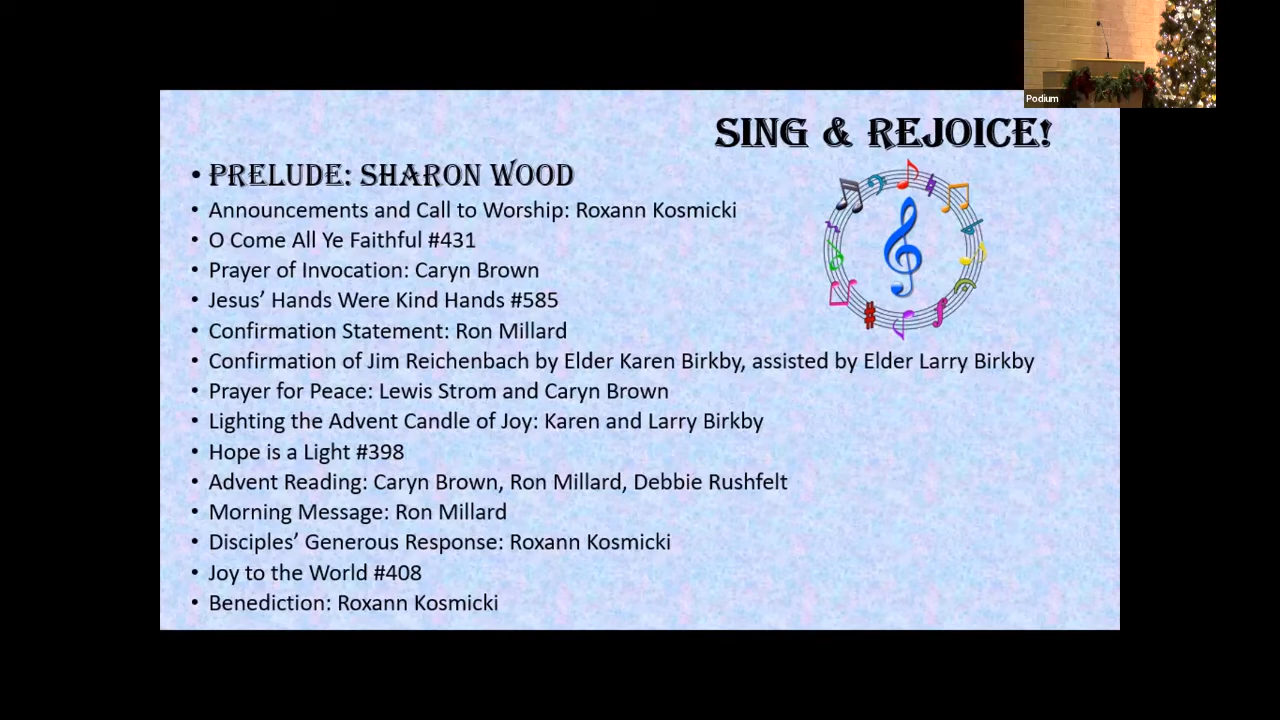 Podium
SING & REJOICE!
• PRELUDE: SHARON WOOD
• Announcements and Call to Worship: Roxann Kosmicki
• O Come All Ye Faithful #431
• Prayer of Invocation: Caryn Brown
• Jesus’ Hands Were Kind Hands #585
• Confirmation Statement: Ron Millard
• Confirmation of Jim Reichenbach by Elder Karen Birkby, assisted by Elder Larry Birkby
• Prayer for Peace: Lewis Strom and Caryn Brown
• Lighting the Advent Candle of Joy: Karen and Larry Birkby
• Hope is a Light #398
• Advent Reading: Caryn Brown, Ron Millard, Debbie Rushfelt
• Morning Message: Ron Millard
• Disciples’ Generous Response: Roxann Kosmicki
• Joy to the World #408
• Benediction: Roxann Kosmicki